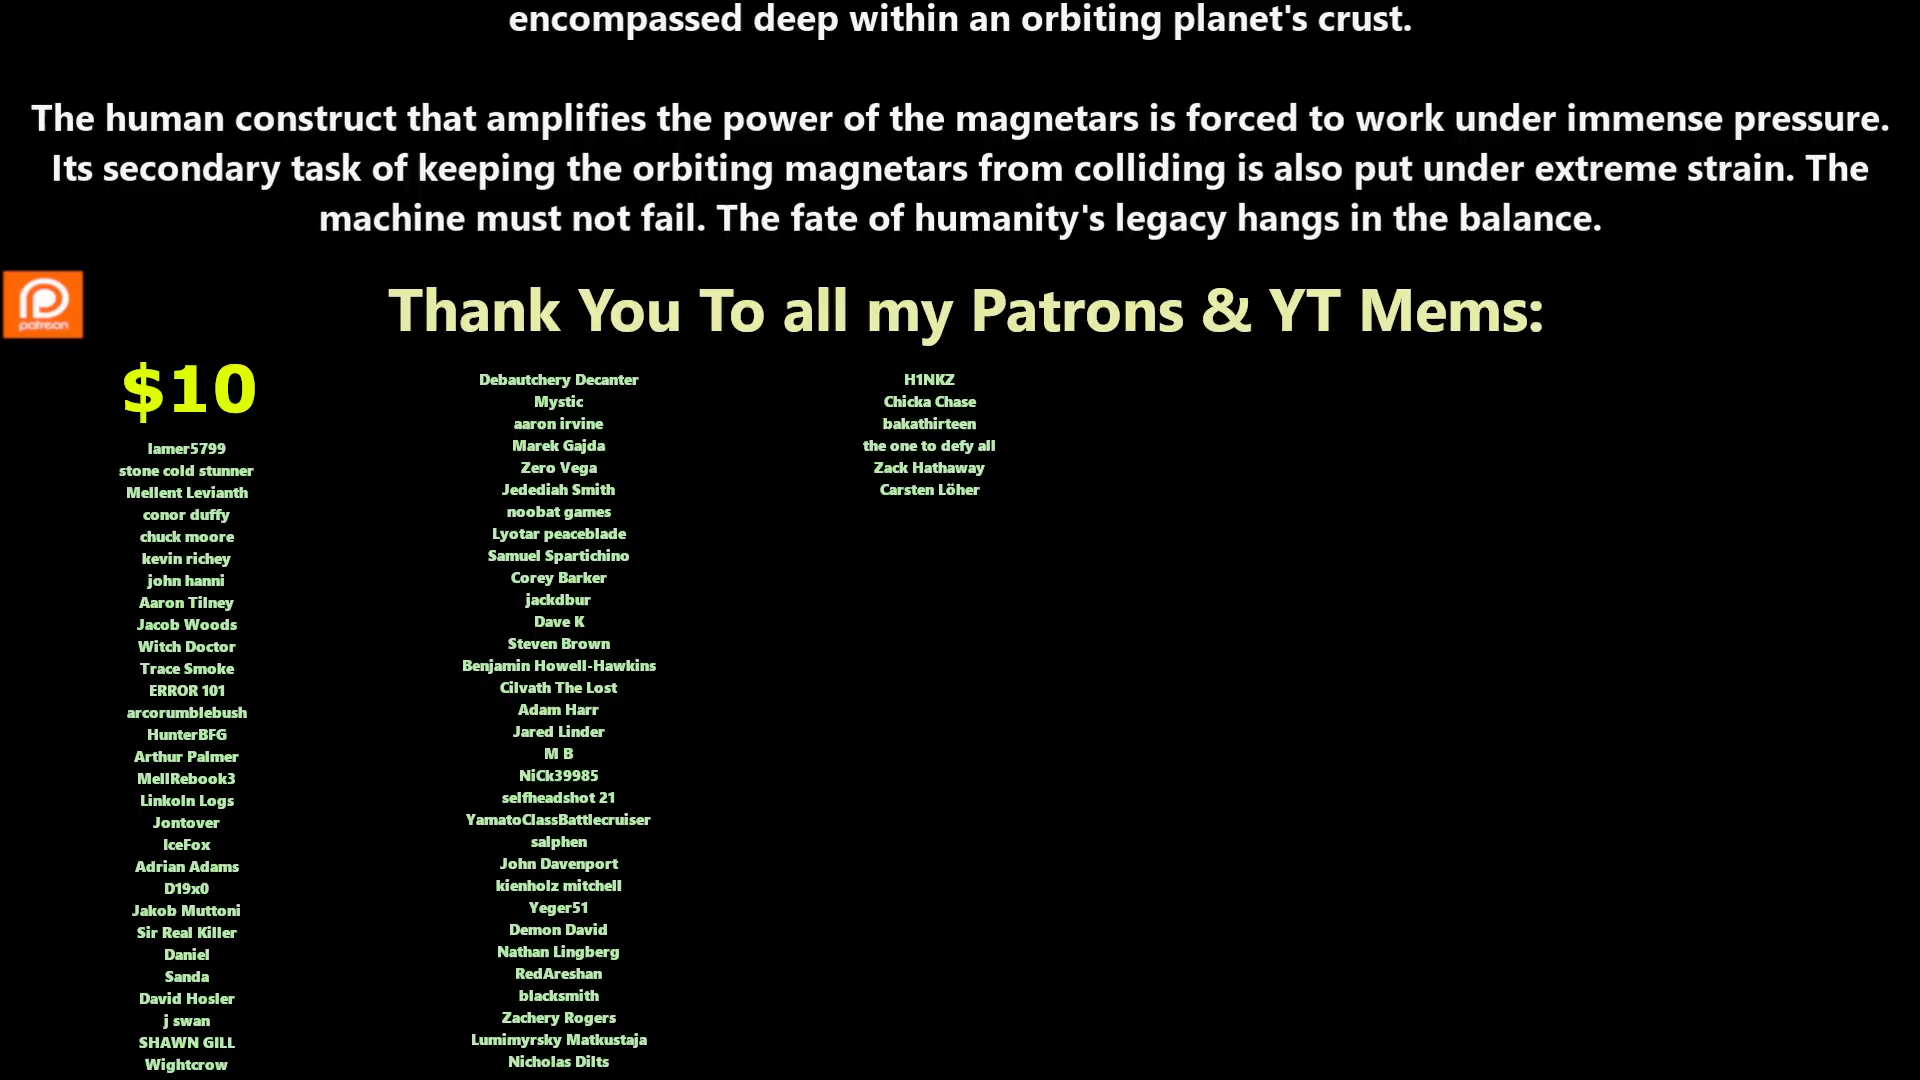 encompassed deep within an orbiting planet's crust.
The human construct that amplifies the power of the magnetars is forced to work under immense pressure.
Its secondary task of keeping the orbiting magnetars from colliding is also put under extreme strain. The
machine must not fail. The fate of humanity's legacy hangs in the balance.
patreon
Thank You To all my Patrons & YT Mems:
$10
lamer5799
stone cold stunner
Mellent Levianth
conor duffy
chuck moore
kevin richey
john hanni
Aaron Tilney
Jacob Woods
Witch Doctor
Trace Smoke
ERROR 101
arcorumblebush
HunterBFG
Arthur Palmer
MellRebook3
Linkoln Logs
Jontover
IceFox
Adrian Adams
D19x0
Jakob Muttoni
Sir Real Killer
Daniel
Sanda
David Hosler
j swan
SHAWN GILL
Wightcrow
Debautchery Decanter
Mystic
aaron irvine
Marek Gajda
Zero Vega
Jedediah Smith
noobat games
Lyotar peaceblade
Samuel Spartichino
Corey Barker
jackdbur
Dave K
Steven Brown
Benjamin Howell-Hawkins
Cilvath The Lost
Adam Harr
Jared Linder
M B
NiCk39985
selfheadshot 21
YamatoClassBattlecruiser
salphen
John Davenport
kienholz mitchell
Yeger51
Demon David
Nathan Lingberg
RedAreshan
blacksmith
Zachery Rogers
Lumimyrsky Matkustaja
Nicholas Dilts
H1NKZ
Chicka Chase
bakathirteen
the one to defy all
Zack Hathaway
Carsten Löher